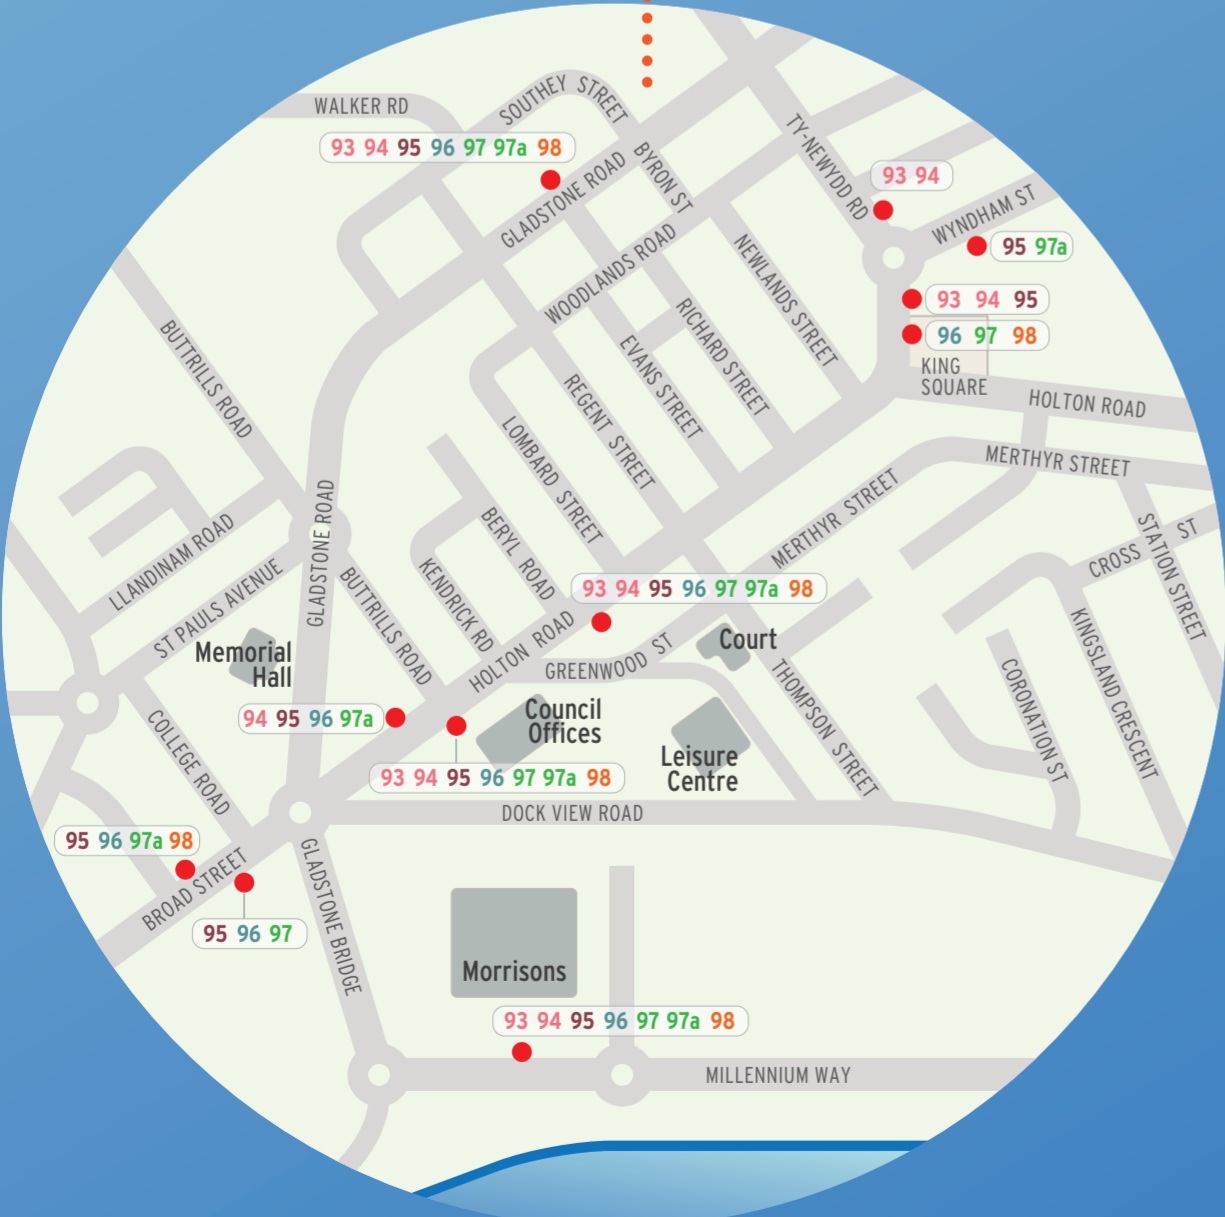 WALKER RD
SOUTHEY STREET
93 94 95 96 97 97a 98
GLADSTONE ROAD
BYRON ST
TY-NEWYDD RD
93 94
WYNDHAM ST
95 97a
WOODLANDS ROAD
NEWLANDS STREET
93 94 95
96 97 98
KING
SQUARE
HOLTON ROAD
BUTTRILLS ROAD
RICHARD STREET
EVANS STREET
REGENT STREET
LOMBARD STREET
MERTHYR STREET
MERTHYR STREET
GLADSTONE ROAD
LLANDINAM ROAD
ST PAULS AVENUE
BUTTRILLS ROAD
KENDRICK RD
BERYL ROAD
STATION STREET
CROSS ST
93 94 95 96 97 97a 98
HOLTON ROAD
GREENWOOD ST
Court
KINGSLAND CRESCENT
CORONATION ST
THOMPSON STREET
Memorial
Hall
94 95 96 97a
Council
Offices
Leisure
Centre
93 94 95 96 97 97a 98
COLLEGE ROAD
DOCK VIEW ROAD
95 96 97a 98
BROAD STREET
95 96 97
GLADSTONE BRIDGE
Morrisons
93 94 95 96 97 97a 98
MILLENNIUM WAY